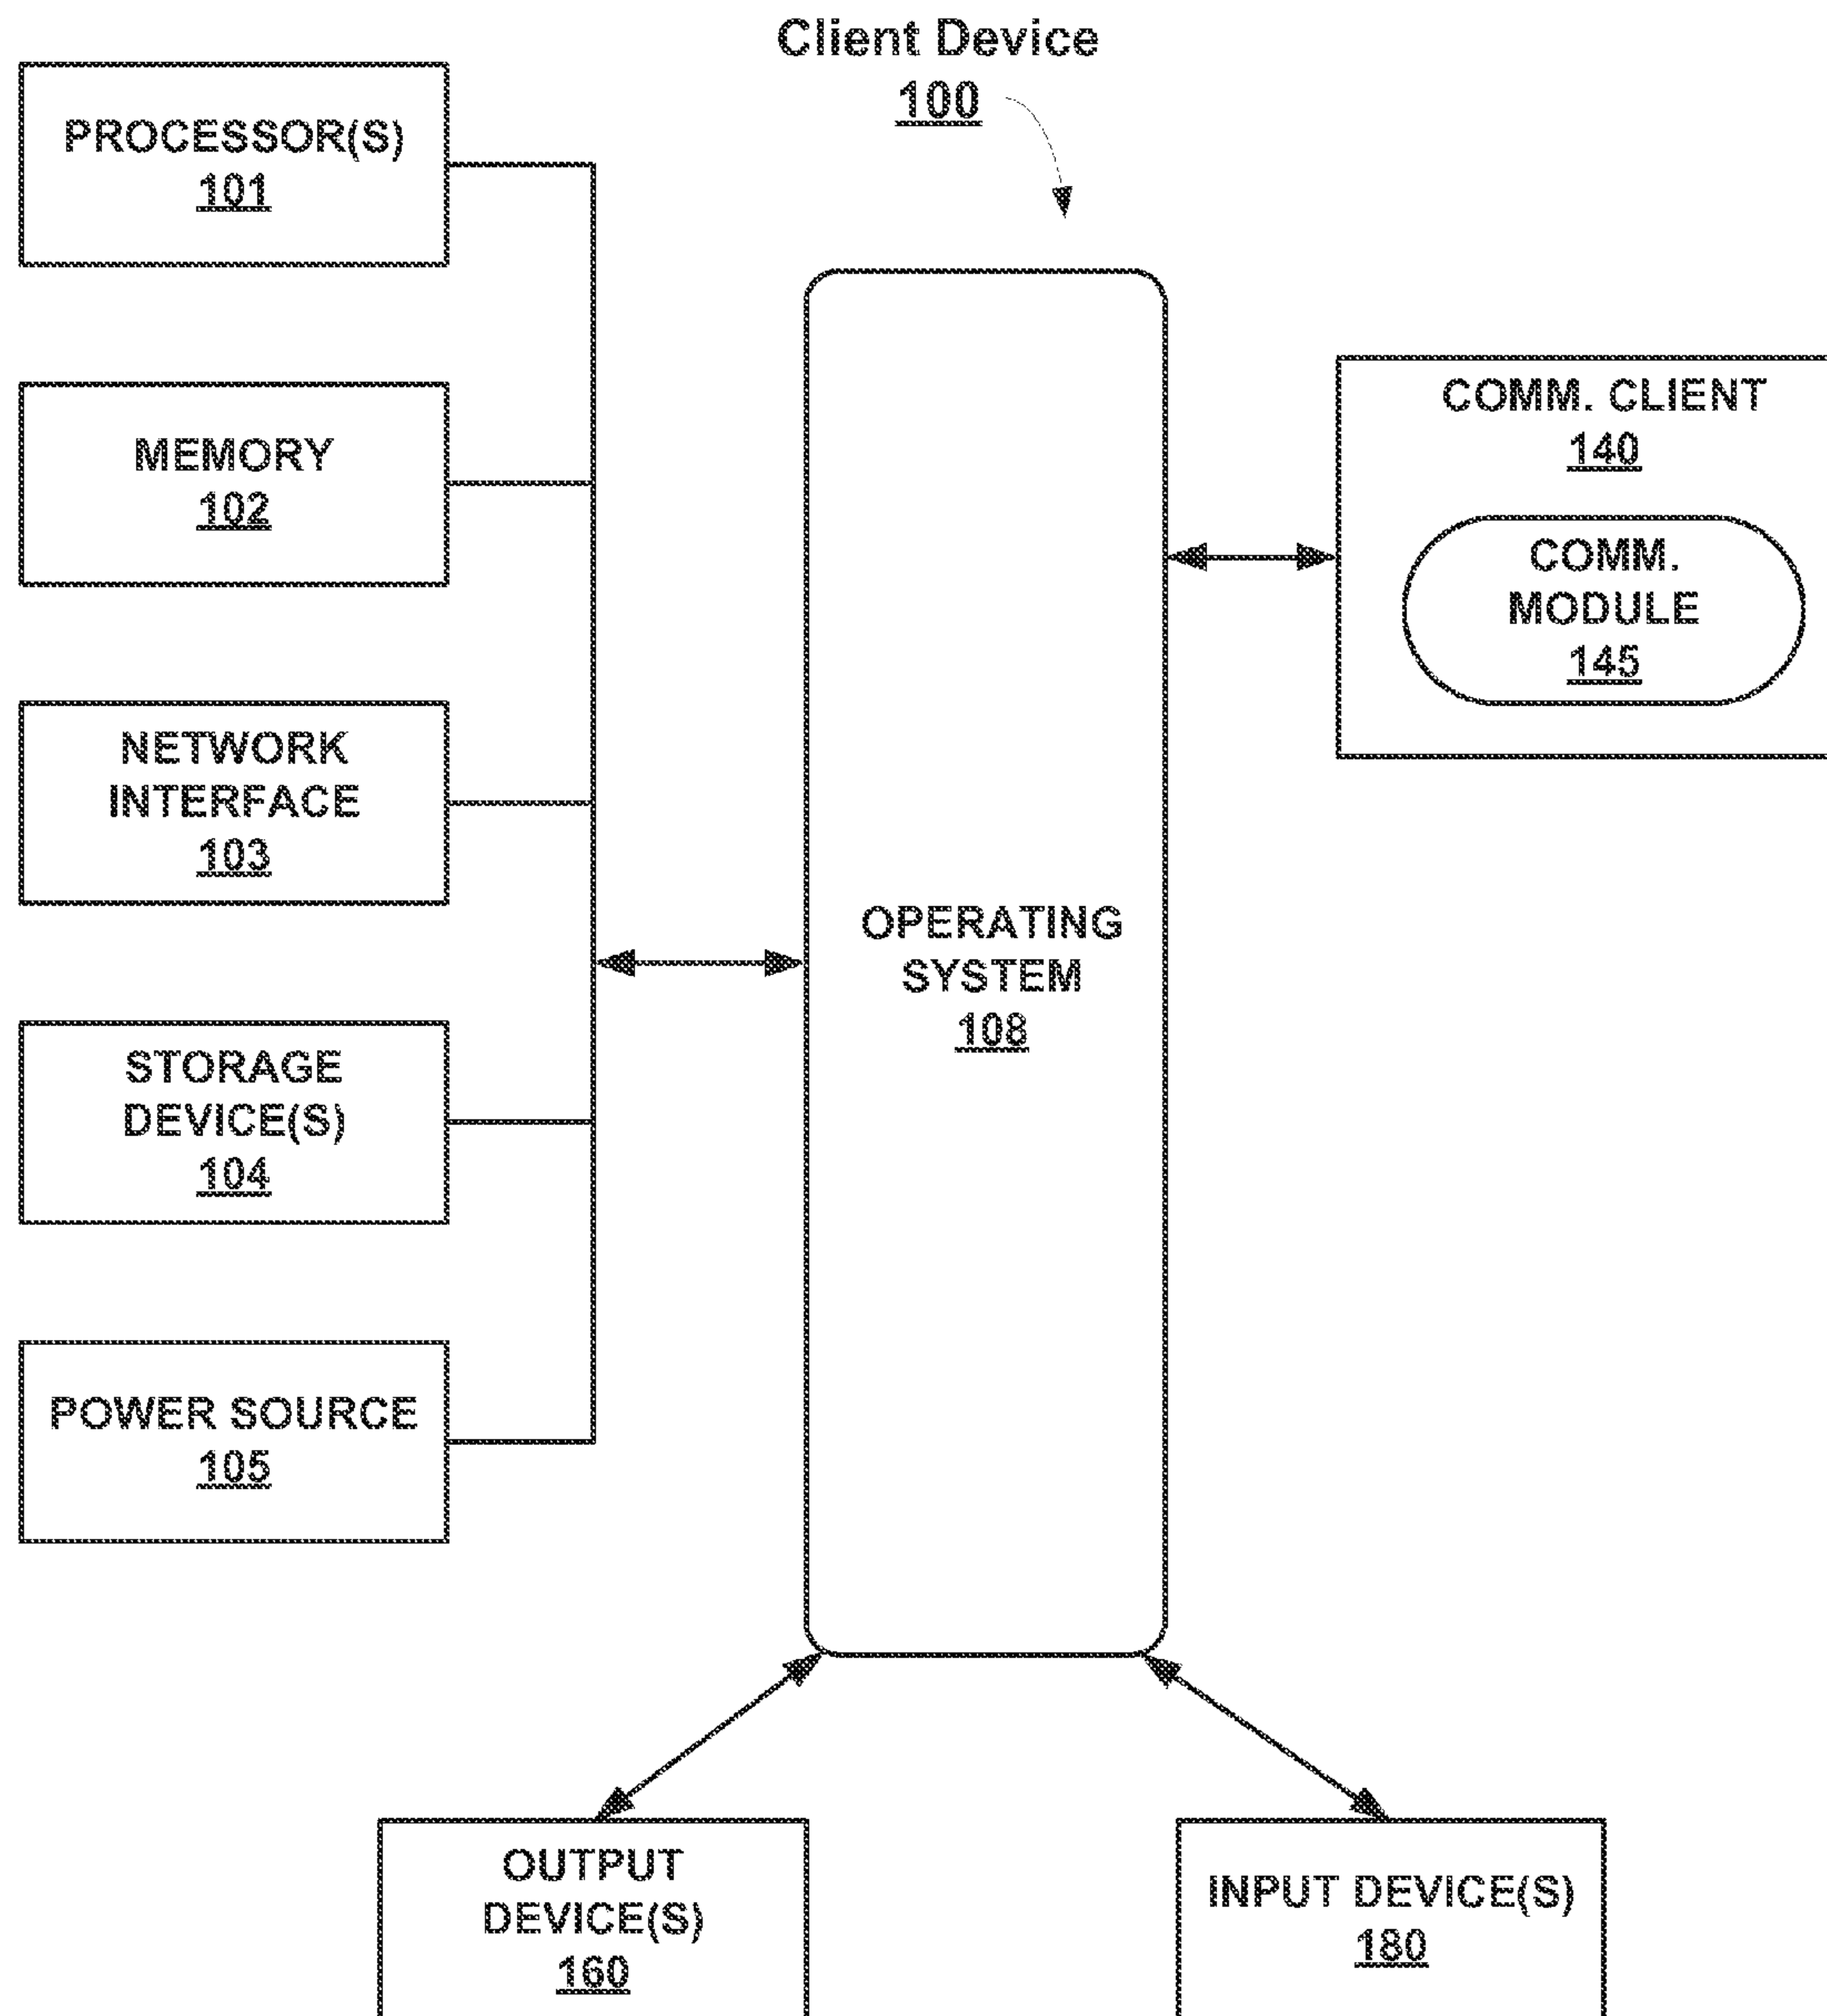 Client Device
100
PROCESSOR(S)
101
MEMORY
102
NETWORK
INTERFACE
103
STORAGE
DEVICE(S)
104
POWER SOURCE
105
OPERATING
SYSTEM
108
COMM. CLIENT
140
COMM.
MODULE
145
OUTPUT
DEVICE(S)
160
INPUT DEVICE(S)
180